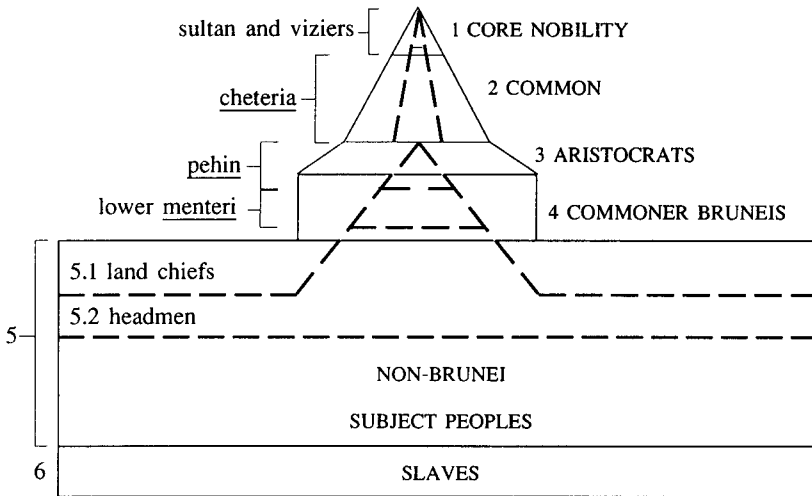 sultan and viziers
1 CORE NOBILITY
cheteria
2 COMMON
pehin
3 ARISTOCRATS
lower menteri
4 COMMONER BRUNEIS
5
5.1 land chiefs
5.2 headmen
NON-BRUNEI
SUBJECT PEOPLES
6
SLAVES